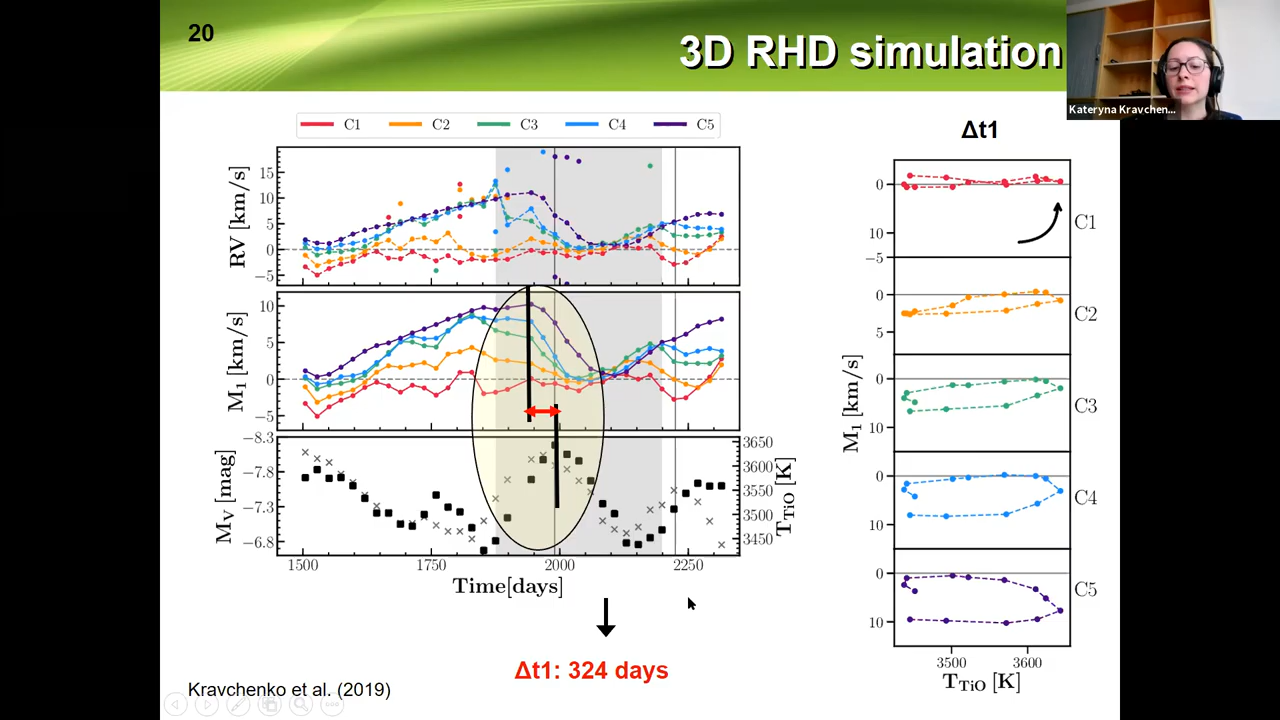 20
3D RHD simulation
Kateryna Kravchen...
C1 C2 C3 C4 C5
RV [km/s]
15
10
5
0
−5
M₁ [km/s]
10
5
0
−5
M_V [mag]
−8.3
−7.8
−7.3
−6.8
3650
3600
3550
3500
3450
T_TiO [K]
1500 1750 2000 2250
Time[days]
Δt1: 324 days
Kravchenko et al. (2019)
Δt1
0
10
−5
C1
0
5
C2
0
10
C3
0
10
C4
0
10
C5
M₁ [km/s]
3500 3600
T_TiO [K]